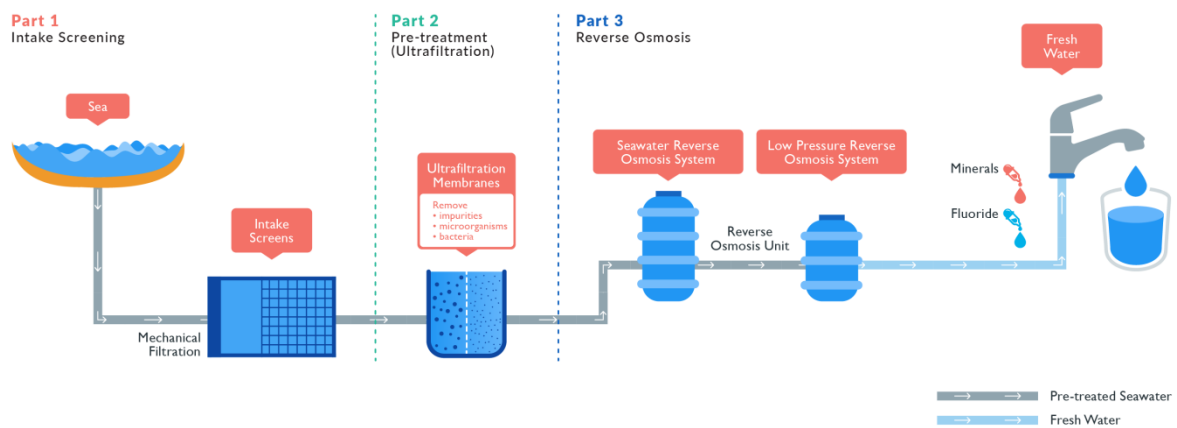 Part 1
Intake Screening
Part 2
Pre-treatment
(Ultrafiltration)
Part 3
Reverse Osmosis
Sea
Intake
Screens
Mechanical
Filtration
Ultrafiltration
Membranes
Remove
• impurities
• microorganisms
• bacteria
Seawater Reverse
Osmosis System
Reverse
Osmosis Unit
Low Pressure Reverse
Osmosis System
Fresh
Water
Minerals
Fluoride
Pre-treated Seawater
Fresh Water